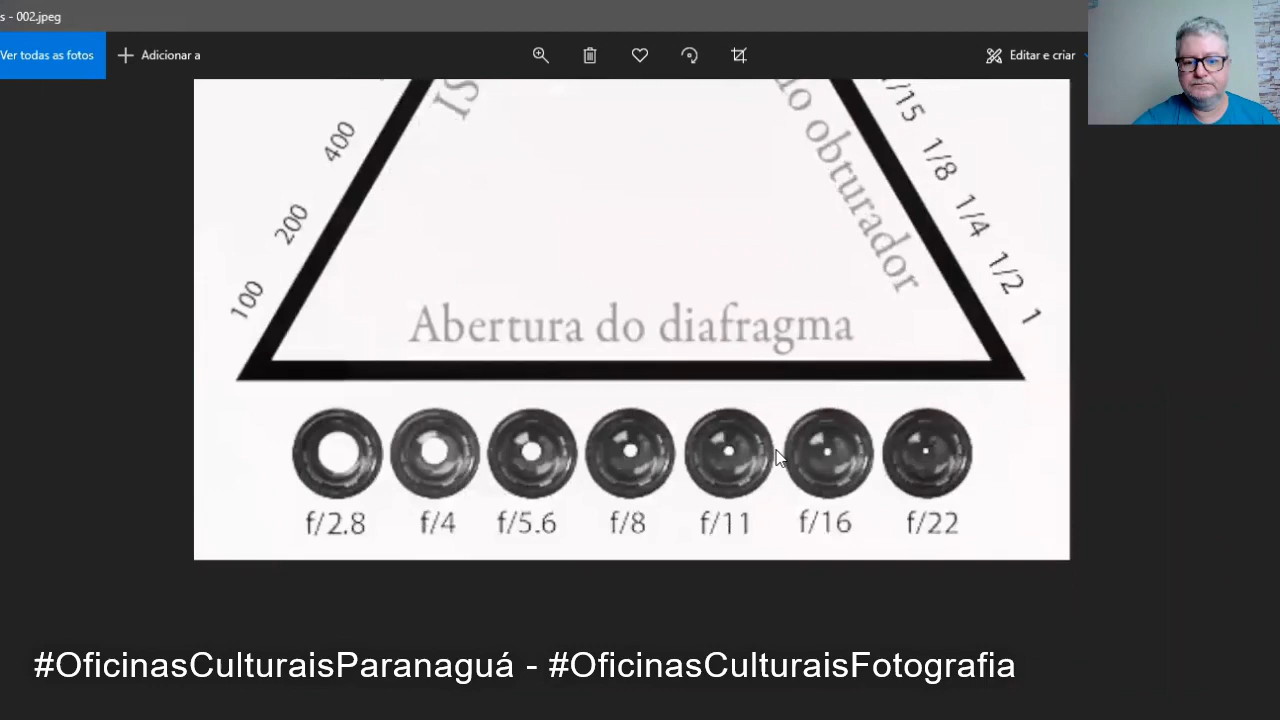 s - 002.jpeg
Ver todas as fotos
Adicionar a
Editar e criar
400
200
100
IS
do obturador
/15
1/8
1/4
1/2
1
Abertura do diafragma
f/2.8 f/4 f/5.6 f/8 f/11 f/16 f/22
#OficinasCulturaisParanaguá - #OficinasCulturaisFotografia